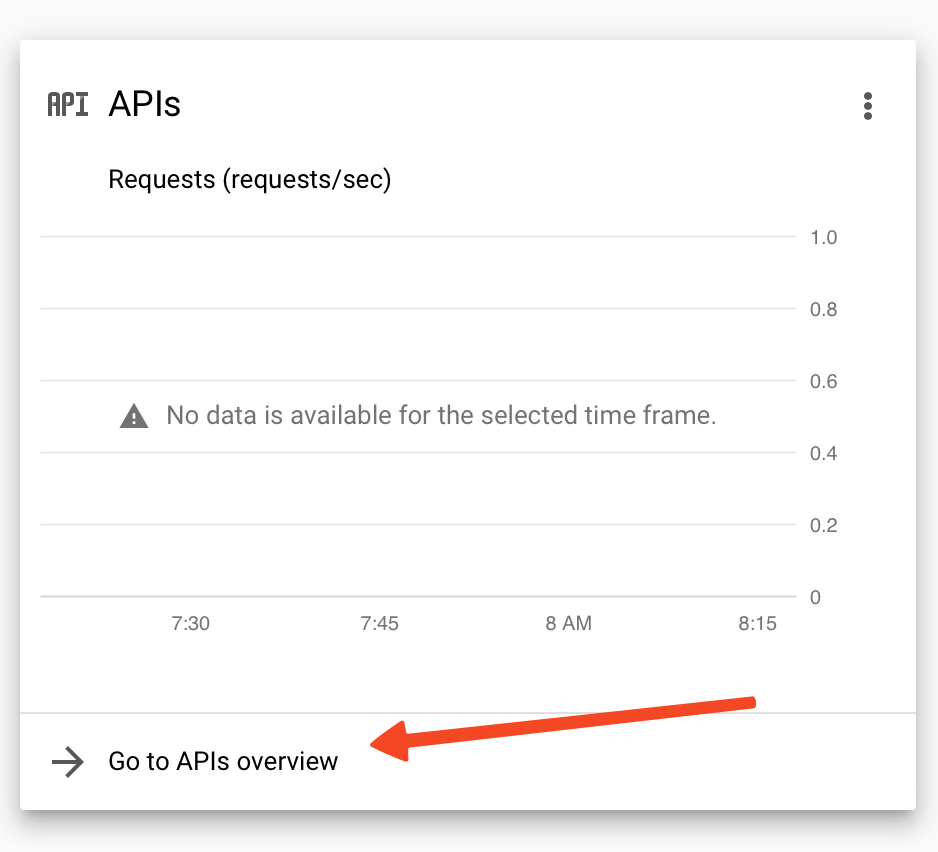 API APIs
Requests (requests/sec)
1.0
0.8
0.6
No data is available for the selected time frame.
0.4
0.2
0
7:30 7:45 8 AM 8:15
Go to APIs overview